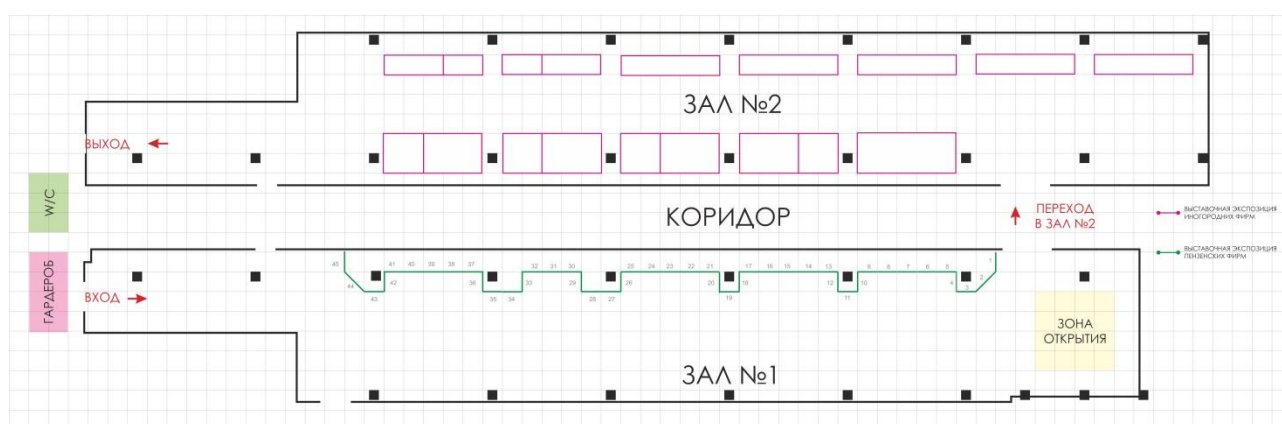 ЗАЛ №2
ВЫХОД
W/C
КОРИДОР
ПЕРЕХОД
В ЗАЛ №2
ВЫСТАВОЧНАЯ ЭКСПОЗИЦИЯ
ИНОГОРОДНИХ ФИРМ
ВЫСТАВОЧНАЯ ЭКСПОЗИЦИЯ
ПЕНЗЕНСКИХ ФИРМ
ГАРДЕРОБ
ВХОД
45 41 40 39 38 37 32 31 30 25 24 23 22 21 17 16 15 14 13 9 8 7 6 5 1
44 42 36 33 29 26 20 18 12 10 4 2
43 35 34 28 27 19 11 3
ЗОНА
ОТКРЫТИЯ
ЗАЛ №1